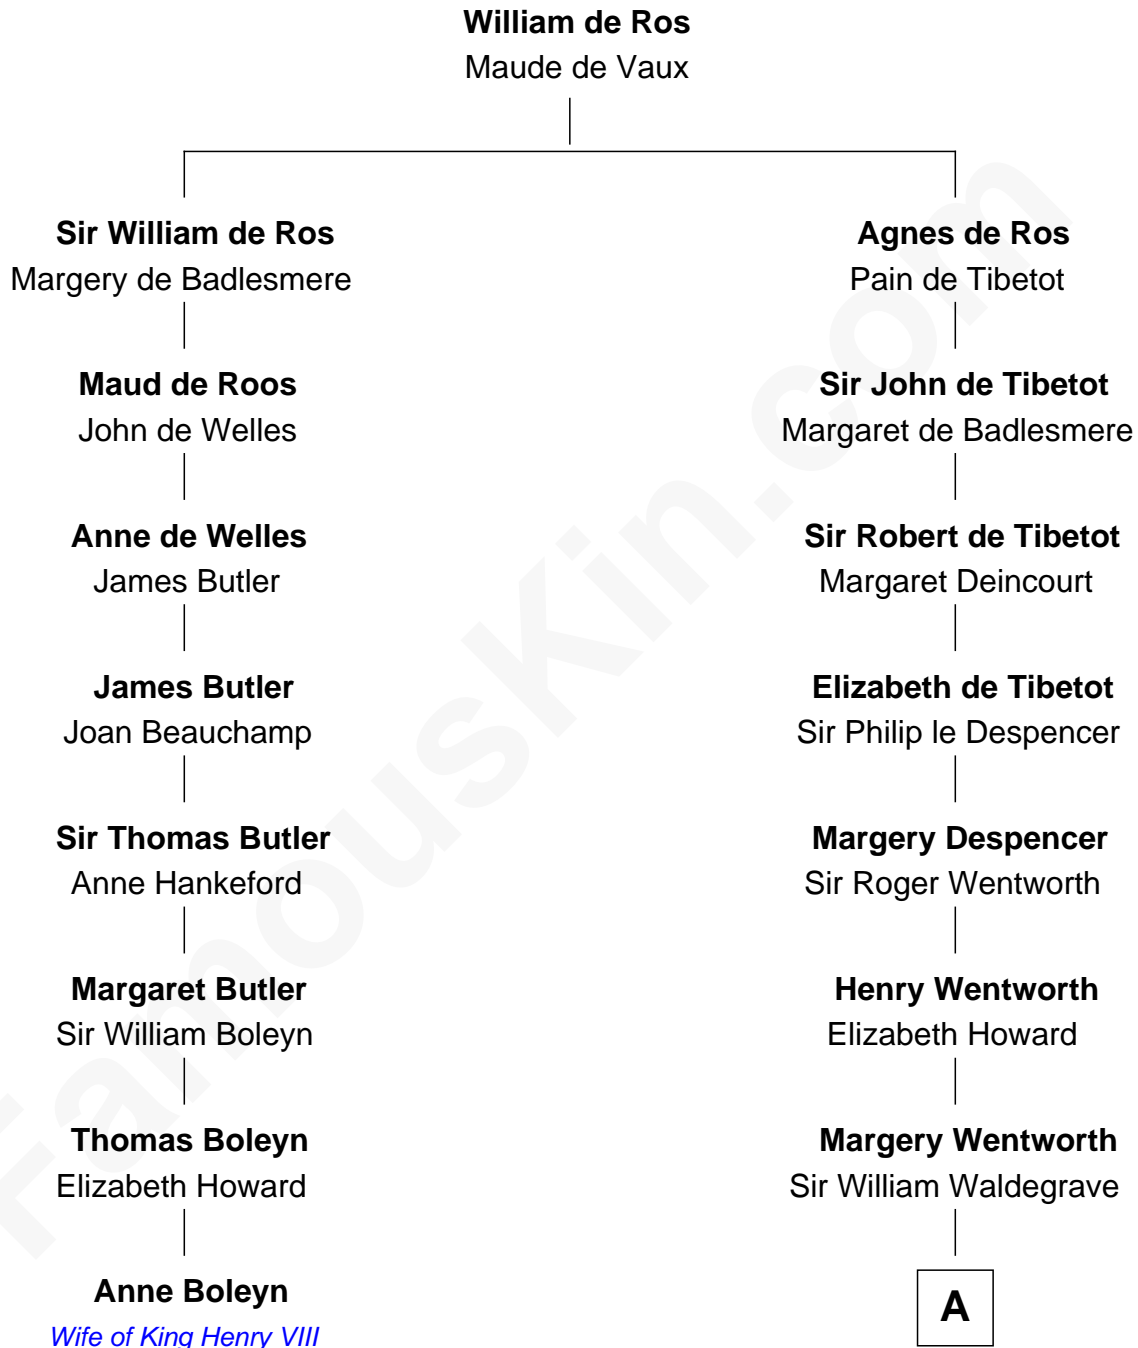 William de Ros
Maude de Vaux
Sir William de Ros
Margery de Badlesmere
Agnes de Ros
Pain de Tibetot
Maud de Roos
John de Welles
Sir John de Tibetot
Margaret de Badlesmere
Anne de Welles
James Butler
Sir Robert de Tibetot
Margaret Deincourt
James Butler
Joan Beauchamp
Elizabeth de Tibetot
Sir Philip le Despencer
Sir Thomas Butler
Anne Hankeford
Margery Despencer
Sir Roger Wentworth
Margaret Butler
Sir William Boleyn
Henry Wentworth
Elizabeth Howard
Thomas Boleyn
Elizabeth Howard
Margery Wentworth
Sir William Waldegrave
Anne Boleyn
Wife of King Henry VIII
A
FamousKin.com